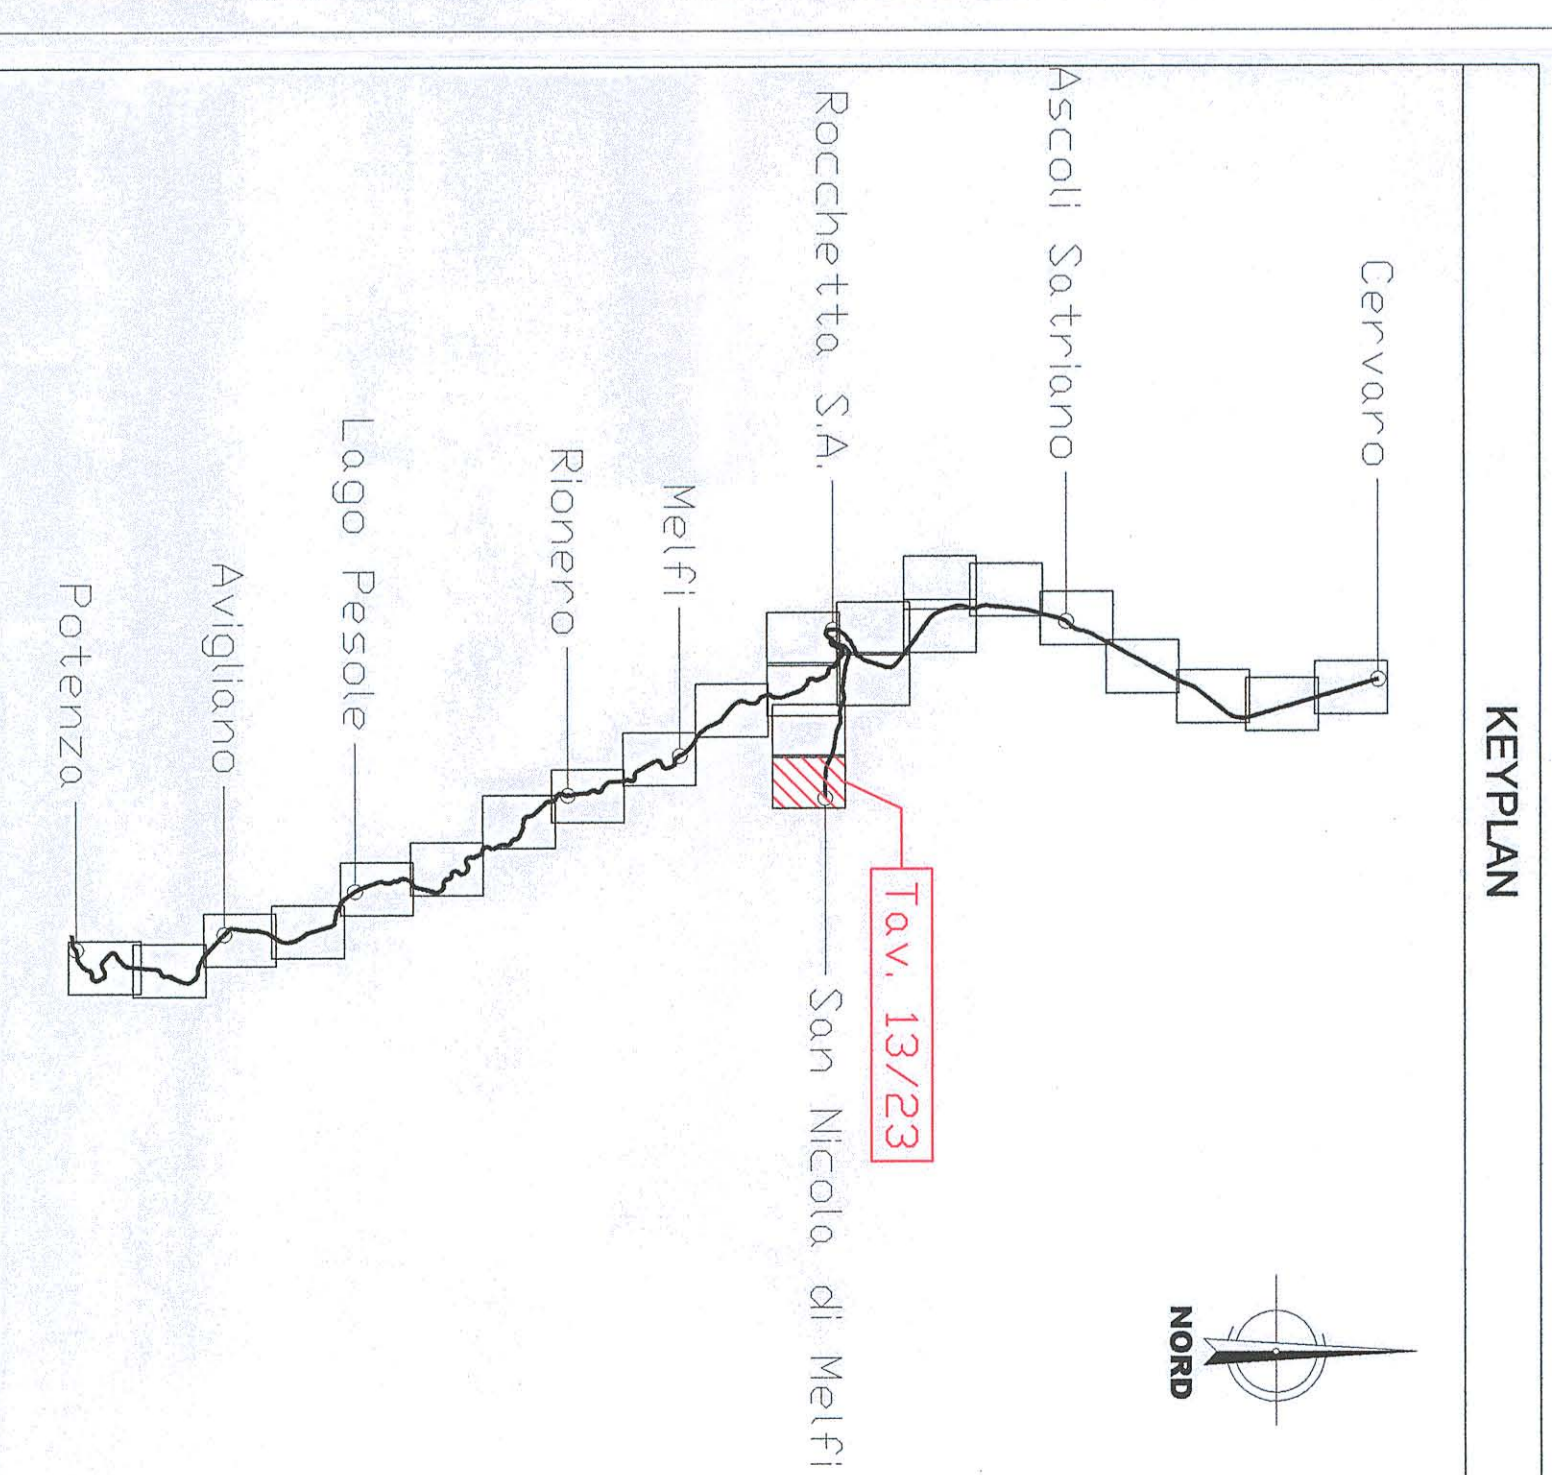 KEYPLAN
Cervaro
Ascoli Satriano
Rocchetta S.A.
Tav. 13/23
San Nicola di Melfi
Melfi
Rionero
Lago Pesole
Avigliano
Potenza
NORD